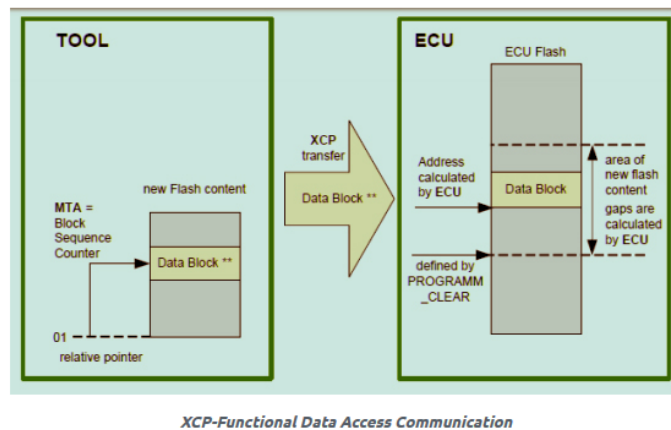 TOOL
new Flash content
MTA =
Block
Sequence
Counter
Data Block **
01
relative pointer
XCP
transfer
Data Block **
ECU
ECU Flash
Address
calculated
by ECU
Data Block
defined by
PROGRAMM
_CLEAR
area of
new flash
content
gaps are
calculated
by ECU
XCP-Functional Data Access Communication